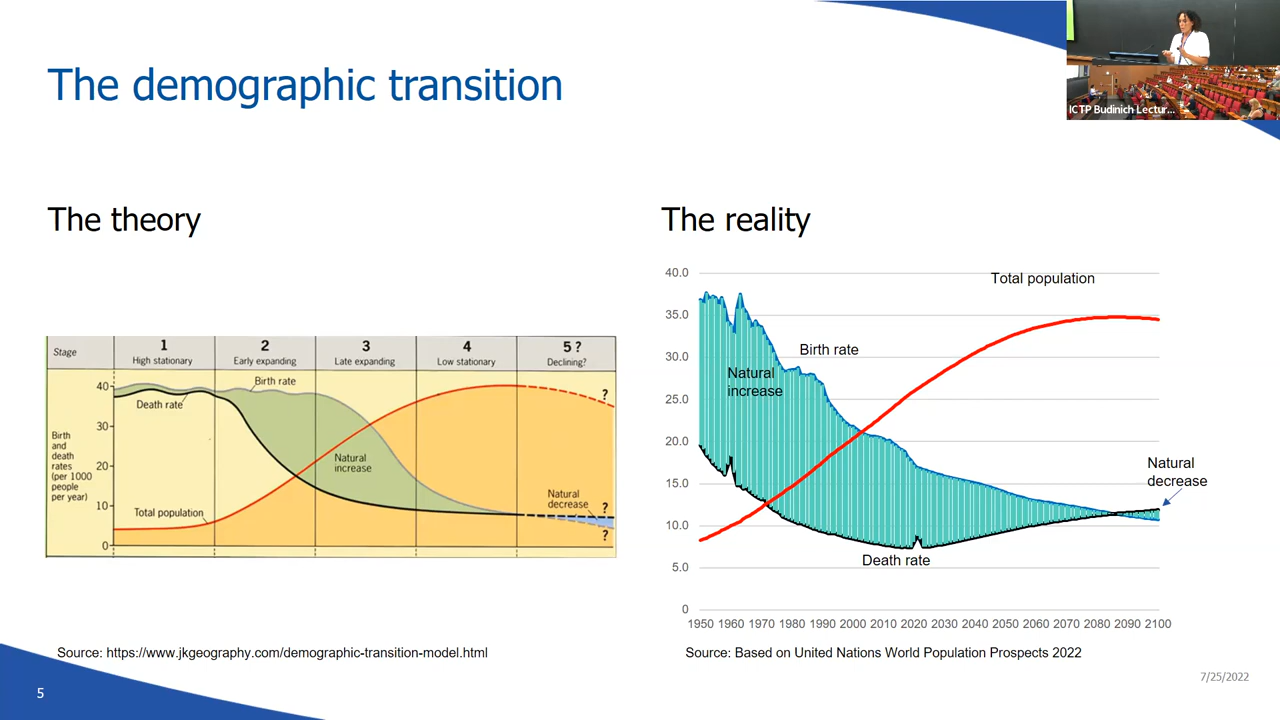 The demographic transition
ICTP Budinich Lectur...
The theory
Stage
1
High stationary
2
Early expanding
3
Late expanding
4
Low stationary
5 ?
Declining?
Birth
and
death
rates
(per 1000
people
per year)
40
30
20
10
0
Birth rate
Death rate
Natural
increase
Total population
Natural
decrease
?
?
?
Source: https://www.jkgeography.com/demographic-transition-model.html
The reality
40.0
35.0
30.0
25.0
20.0
15.0
10.0
5.0
0
Total population
Birth rate
Natural
increase
Natural
decrease
Death rate
1950 1960 1970 1980 1990 2000 2010 2020 2030 2040 2050 2060 2070 2080 2090 2100
Source: Based on United Nations World Population Prospects 2022
7/25/2022
5